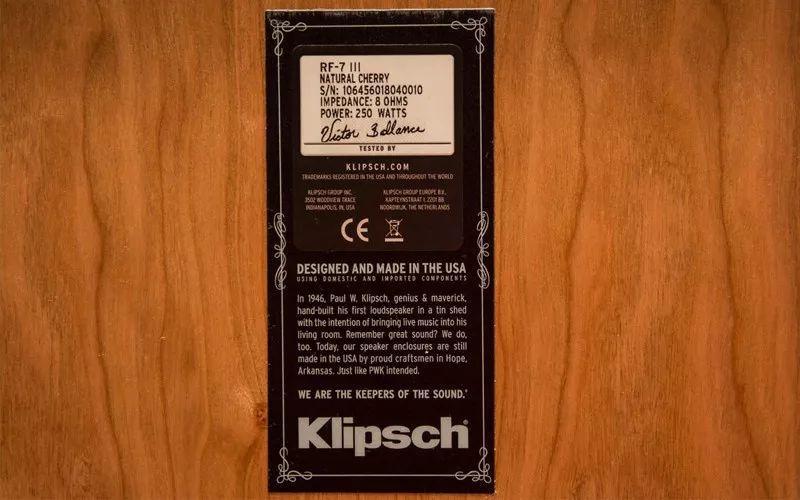 RF-7 III
NATURAL CHERRY
S/N: 106456018040010
IMPEDANCE: 8 OHMS
POWER: 250 WATTS
Victor Ballance
TESTED BY
KLIPSCH.COM
TRADEMARKS REGISTERED IN THE USA AND THROUGHOUT THE WORLD
KLIPSCH GROUP INC.
3502 WOODVIEW TRACE
INDIANAPOLIS, IN, USA
KLIPSCH GROUP EUROPE B.V.,
KAPTEYNSTRAAT 1, 2201 BB
NOORDWIJK, THE NETHERLANDS
CE
DESIGNED AND MADE IN THE USA
USING DOMESTIC AND IMPORTED COMPONENTS
In 1946, Paul W. Klipsch, genius & maverick,
hand-built his first loudspeaker in a tin shed
with the intention of bringing live music into his
living room. Remember great sound? We do,
too. Today, our speaker enclosures are still
made in the USA by proud craftsmen in Hope,
Arkansas. Just like PWK intended.
WE ARE THE KEEPERS OF THE SOUND.®
Klipsch®